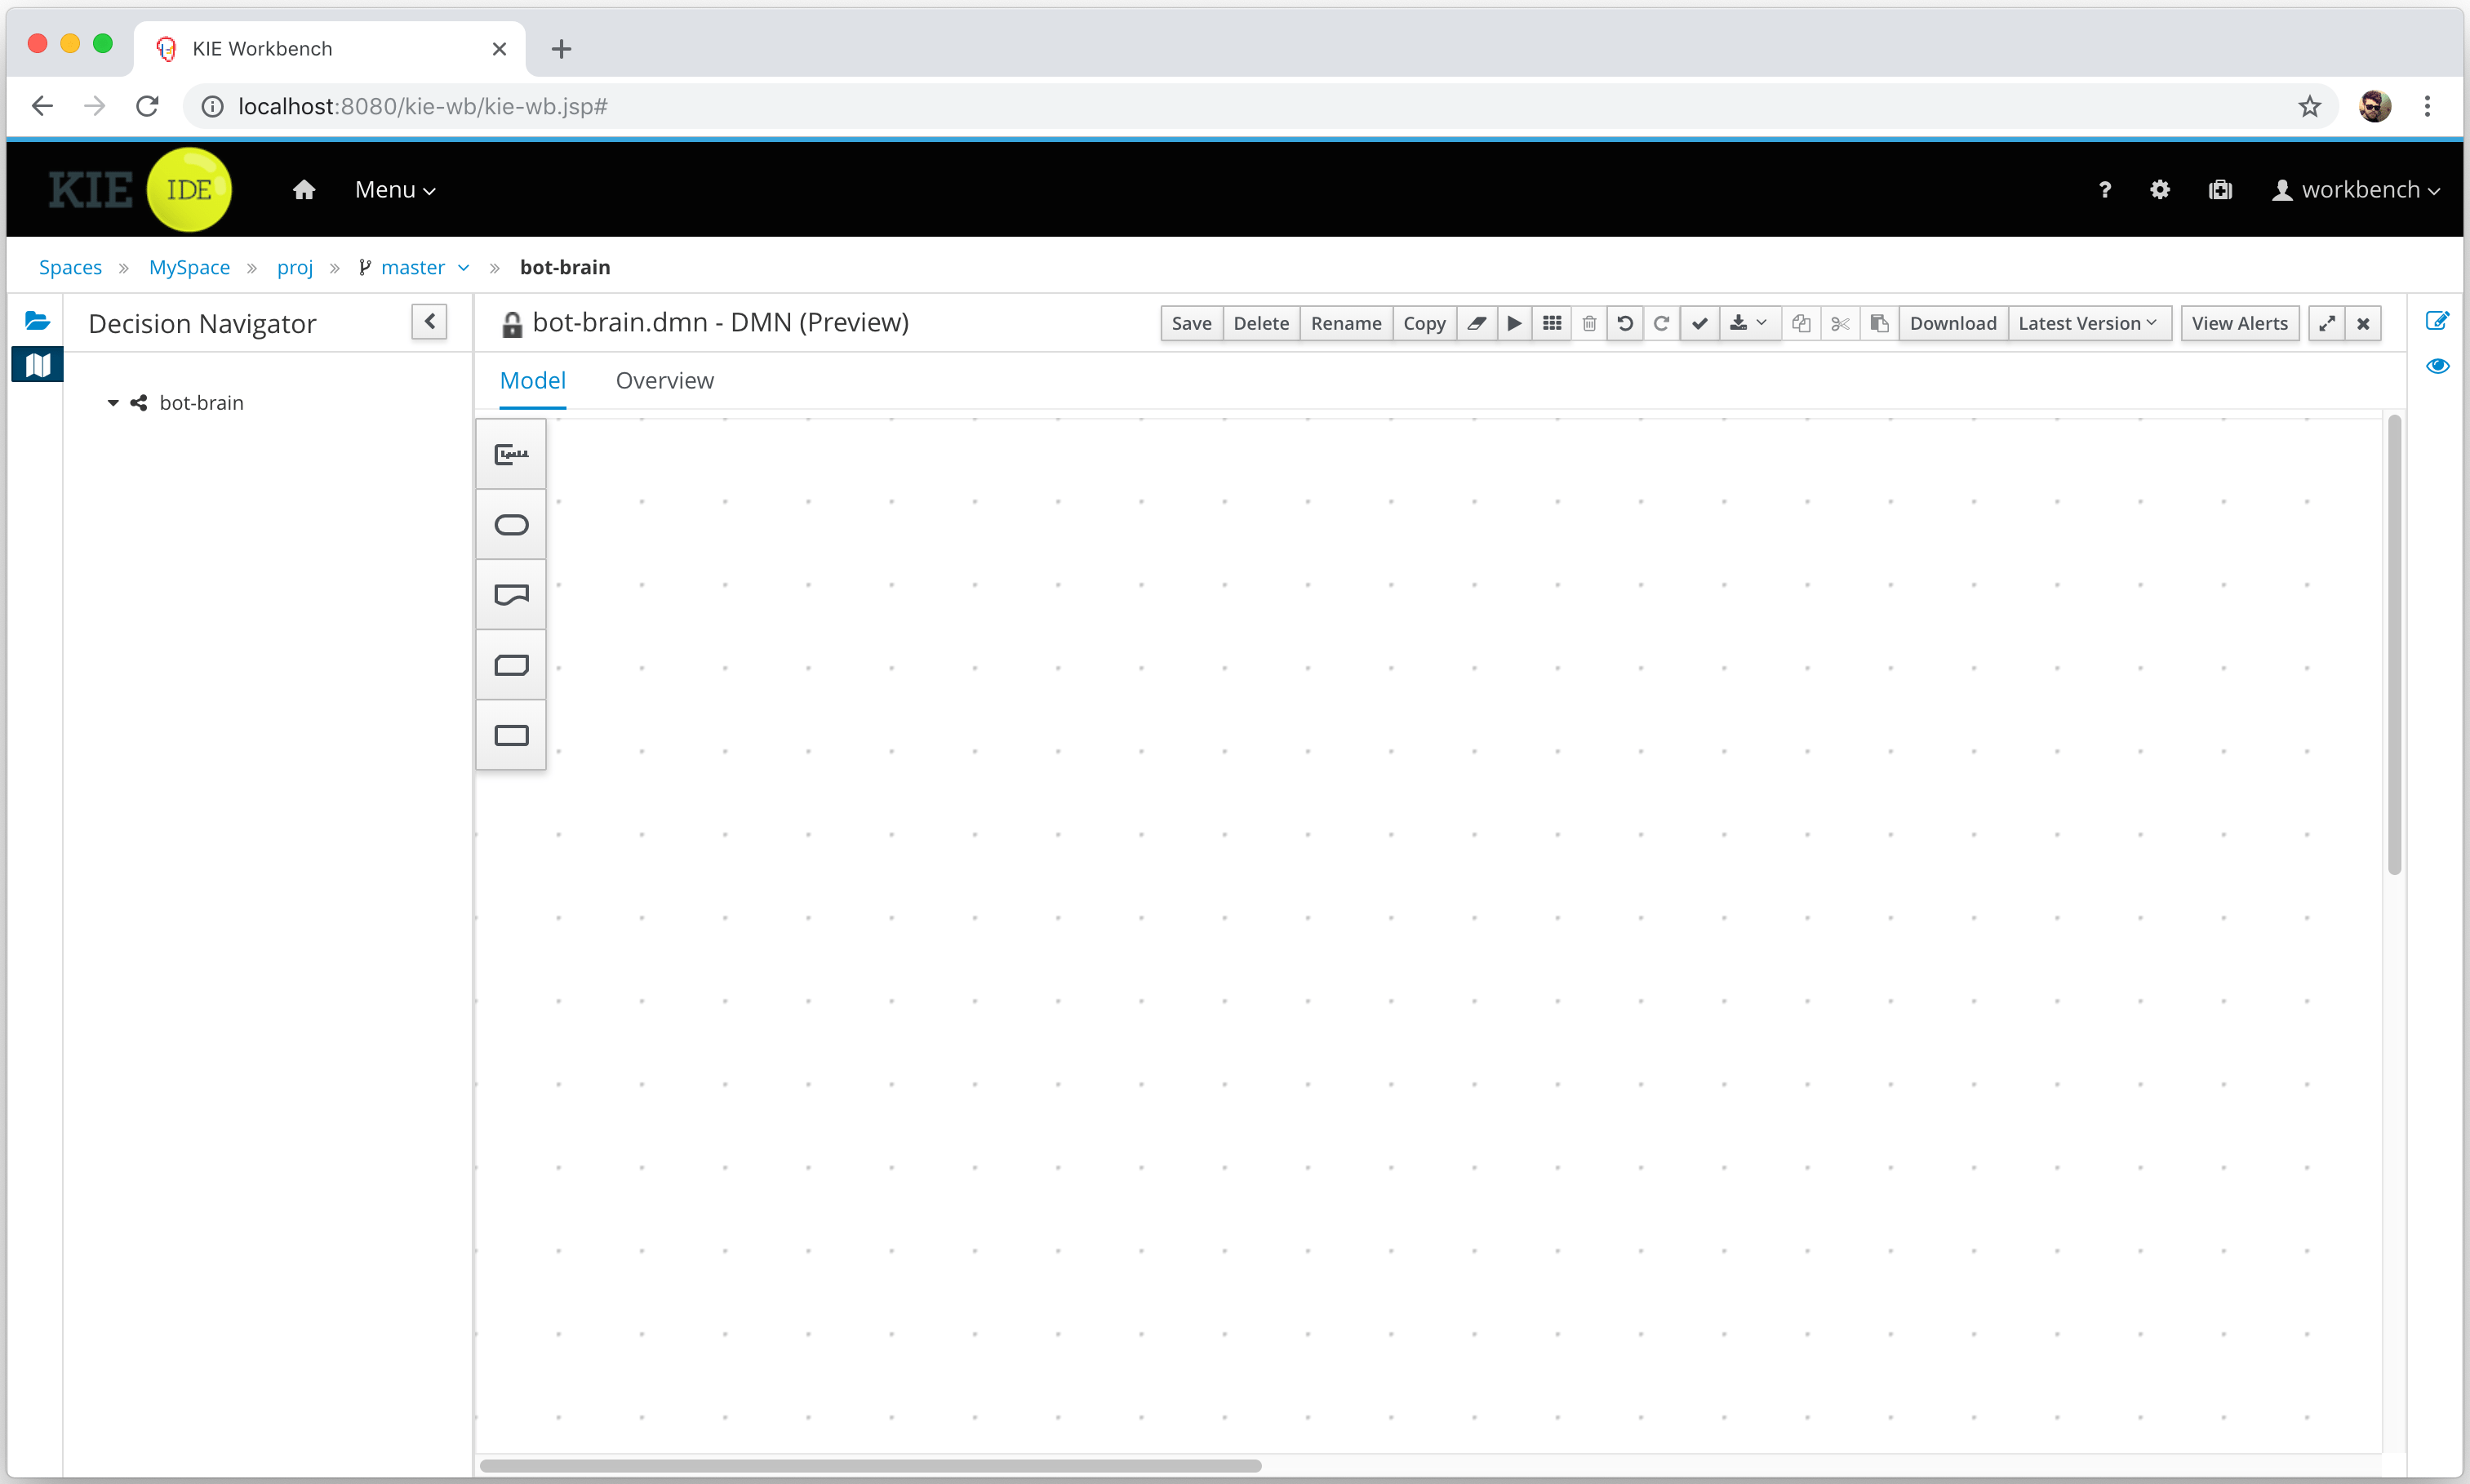 KIE Workbench
localhost:8080/kie-wb/kie-wb.jsp#
KIE IDE Menu ? workbench
Spaces » MySpace » proj » master » bot-brain
Decision Navigator
bot-brain.dmn - DMN (Preview)
Save Delete Rename Copy Download Latest Version View Alerts
Model Overview
bot-brain